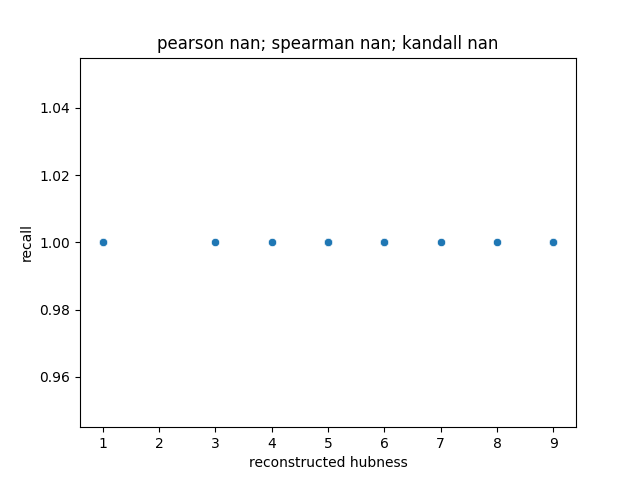 pearson nan; spearman nan; kandall nan
1.04
1.02
1.00
0.98
0.96
recall
1 2 3 4 5 6 7 8 9
reconstructed hubness